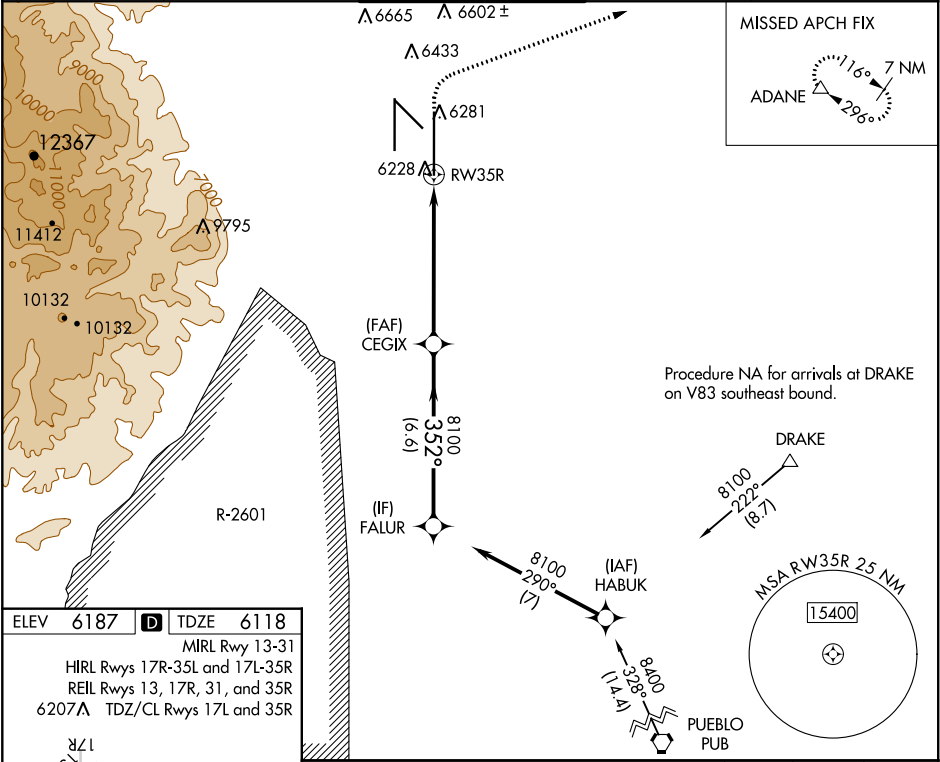 6665
6602 ±
6433
6281
6228
RW35R
MISSED APCH FIX
116°
7 NM
ADANE
296°
9000
10000
12367
11000
7000
11412
9795
10132
10132
(FAF)
CEGIX
8100
352°
(6.6)
(IF)
FALUR
R-2601
Procedure NA for arrivals at DRAKE
on V83 southeast bound.
DRAKE
8100
222°
(8.7)
8100
290°
(7)
(IAF)
HABUK
8400
328°
(14.4)
PUEBLO
PUB
MSA RW35R 25 NM
15400
ELEV 6187 D TDZE 6118
MIRL Rwy 13-31
HIRL Rwys 17R-35L and 17L-35R
REIL Rwys 13, 17R, 31, and 35R
6207 TDZ/CL Rwys 17L and 35R
17R